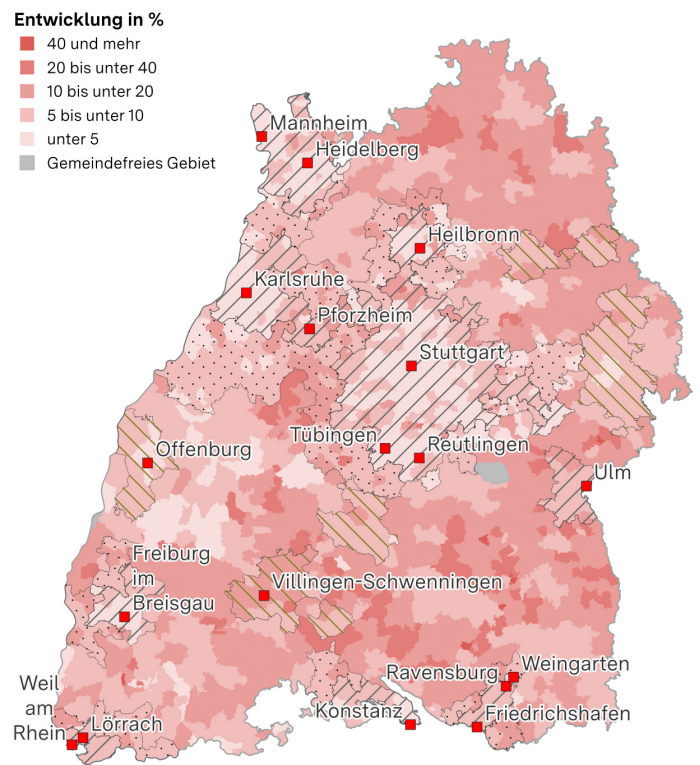 Entwicklung in %
40 und mehr
20 bis unter 40
10 bis unter 20
5 bis unter 10
unter 5
Gemeindefreies Gebiet
Mannheim
Heidelberg
Heilbronn
Karlsruhe
Pforzheim
Stuttgart
Tübingen
Reutlingen
Offenburg
Ulm
Freiburg
im
Breisgau
Villingen-Schwenningen
Weingarten
Ravensburg
Weil
am
Rhein
Lörrach
Konstanz
Friedrichshafen